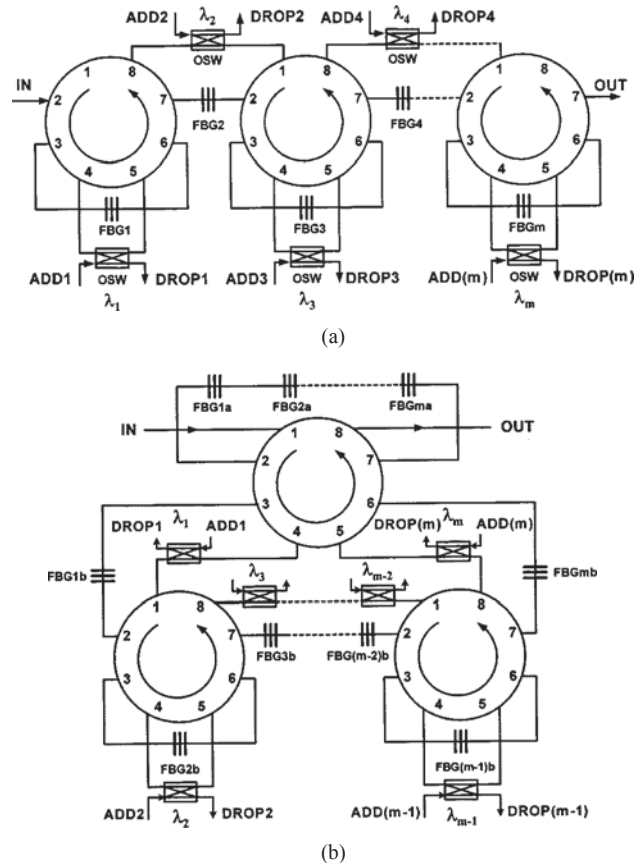 ADD2 λ2 DROP2 ADD4 λ4 DROP4
OSW OSW
1 8 1 8 1 8
IN 2 7 2 7 2 7 OUT
FBG2 FBG4
3 6 3 6 3 6
4 5 4 5 4 5
FBG1 FBG3 FBGm
ADD1 OSW DROP1 ADD3 OSW DROP3 ADD(m) OSW DROP(m)
λ1 λ3 λm
(a)
FBG1a FBG2a FBGma
IN 1 8 OUT
2 7
3 6
4 5
DROP1 λ1 ADD1 DROP(m) λm ADD(m)
FBG1b λ3 λm-2 FBGmb
1 8 1 8
2 7 2 7
FBG3b FBG(m-2)b
3 6 3 6
4 5 4 5
FBG2b FBG(m-1)b
ADD2 λ2 DROP2 ADD(m-1) λm-1 DROP(m-1)
(b)